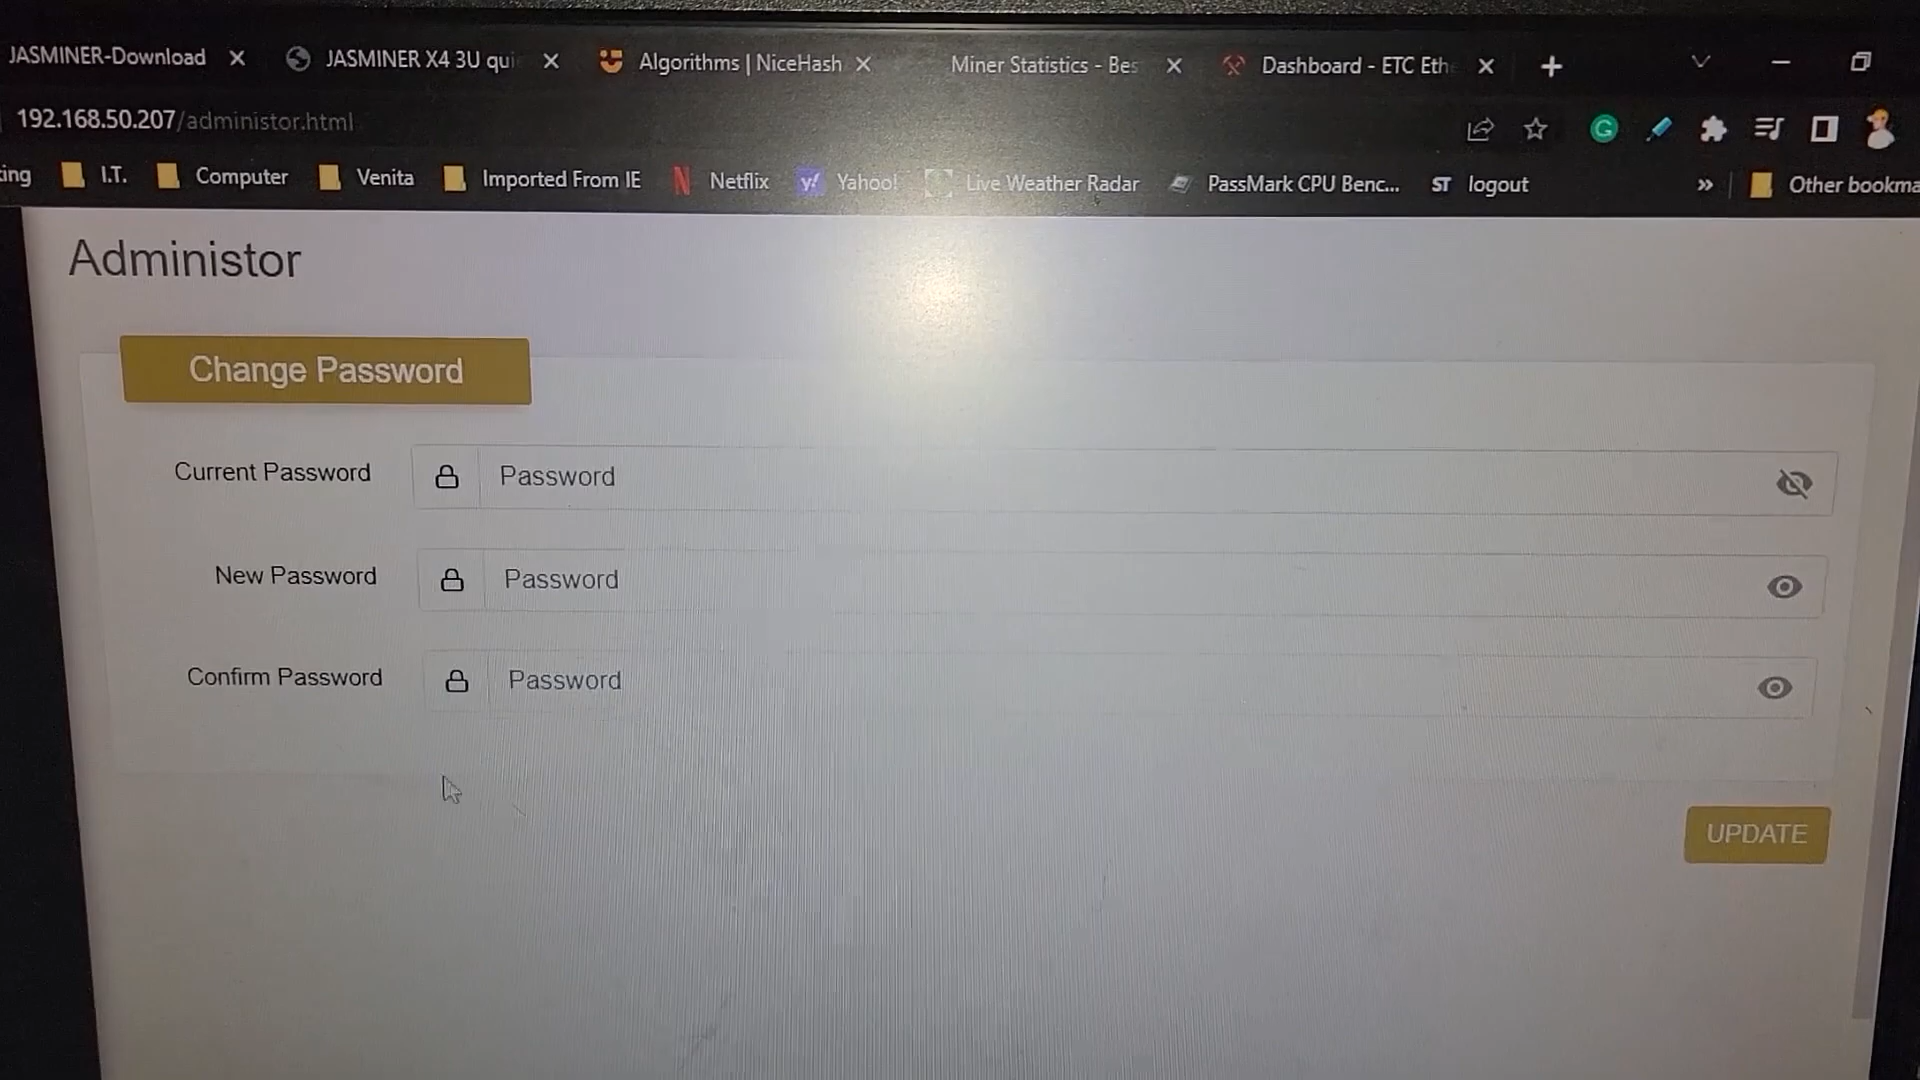 JASMINER-Download
JASMINER X4 3U qui
Algorithms | NiceHash
Miner Statistics - Bes
Dashboard - ETC Eth
192.168.50.207/administor.html
ing
I.T.
Computer
Venita
Imported From IE
Netflix
y!
Yahoo!
Live Weather Radar
PassMark CPU Benc...
ST
logout
»
Other bookma
Administor
Change Password
Current Password
Password
New Password
Password
Confirm Password
Password
UPDATE